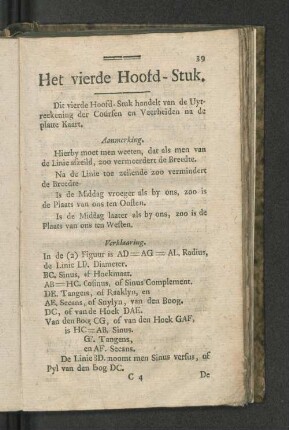 39
Het vierde Hoofd-Stuk.
Dit vierde Hoofd-Stuk handelt van de Uyt-
reekening der Coursen en Veerheiden na de
platte Kaart.
Aanmerking.
Hierby moet men weeten, dat als men van
de Linie afzeild, zoo vermeerdert de Breedte.
Na de Linie toe zeilende zoo vermindert
de Breedte.
Is de Middag vroeger als by ons, zoo is
de Plaats van ons ten Oosten.
Is de Middag laater als by ons, zoo is de
Plaats van ons ten Westen.
Verklaaring.
In de (2) Figuur is AD = AG = AL, Radius,
de Linie LD. Diameter.
BC. Sinus, of Hoekmaat.
AB = HC. Cosinus, of Sinus Complement.
DE. Tangens, of Raaklyn, en
AE. Secans, of Snylyn, van den Boog.
DC, of van de Hoek DAE.
Van den Boog CG, of van den Hoek GAF,
is HC = AB. Sinus.
GF. Tangens,
en AF. Secans.
De Linie BD. noomt men Sinus versus, of
Pyl van den bog DC.
C 4
De